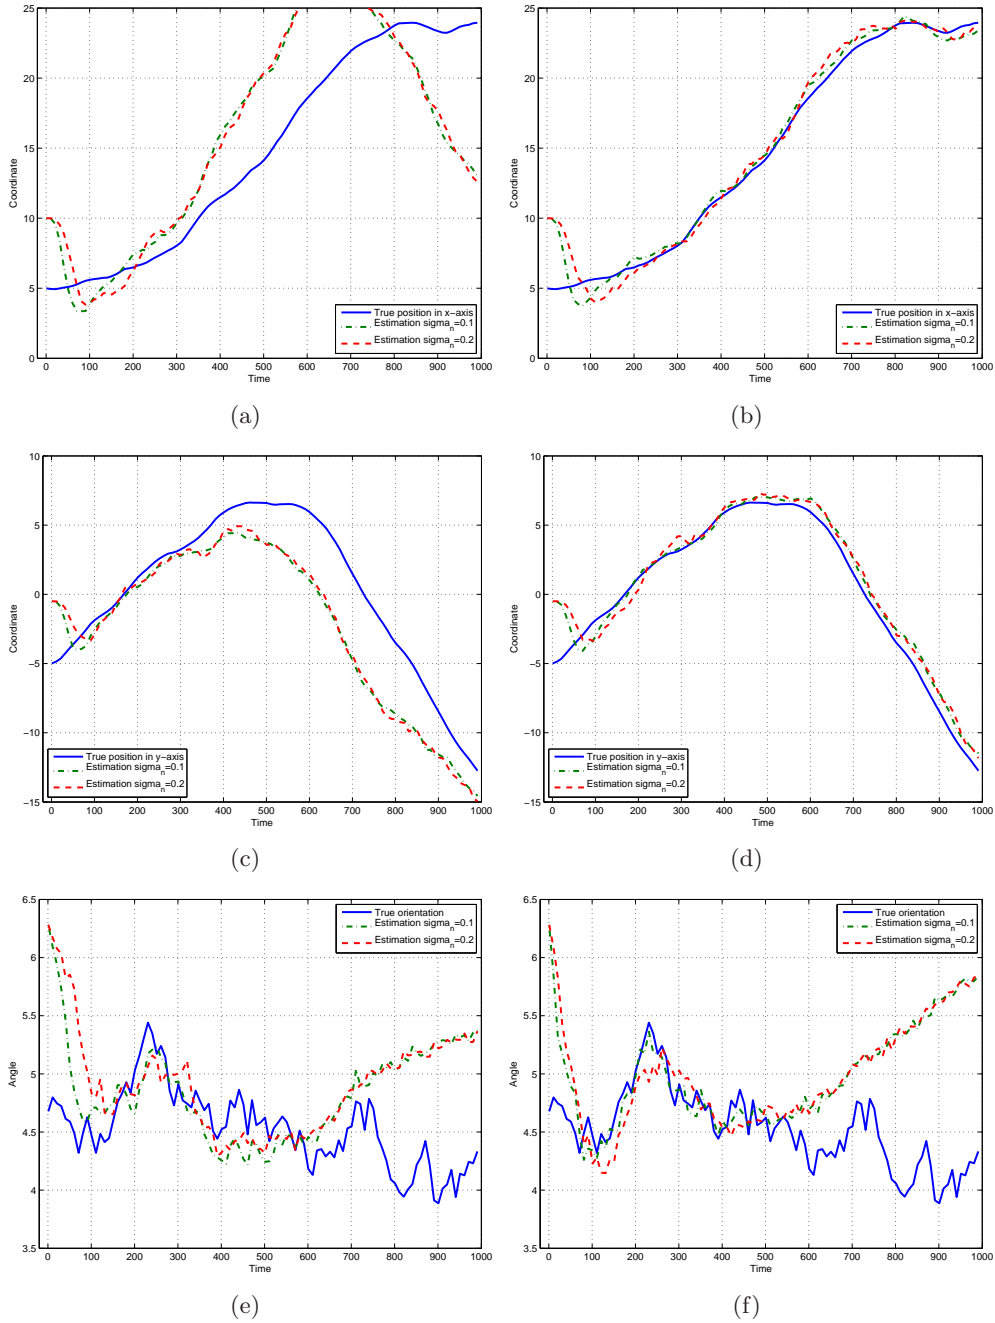 25
20
15
10
5
0
0 100 200 300 400 500 600 700 800 900 1000
Coordinate
Time
True position in x-axis
Estimation sigma_n=0.1
Estimation sigma_n=0.2
(a)
25
20
15
10
5
0
0 100 200 300 400 500 600 700 800 900 1000
Coordinate
Time
True position in x-axis
Estimation sigma_n=0.1
Estimation sigma_n=0.2
(b)
10
5
0
−5
−10
−15
0 100 200 300 400 500 600 700 800 900 1000
Coordinate
Time
True position in y-axis
Estimation sigma_n=0.1
Estimation sigma_n=0.2
(c)
10
5
0
−5
−10
−15
0 100 200 300 400 500 600 700 800 900 1000
Coordinate
Time
True position in y-axis
Estimation sigma_n=0.1
Estimation sigma_n=0.2
(d)
6.5
6
5.5
5
4.5
4
3.5
0 100 200 300 400 500 600 700 800 900 1000
Angle
Time
True orientation
Estimation sigma_n=0.1
Estimation sigma_n=0.2
(e)
6.5
6
5.5
5
4.5
4
3.5
0 100 200 300 400 500 600 700 800 900 1000
Angle
Time
True orientation
Estimation sigma_n=0.1
Estimation sigma_n=0.2
(f)